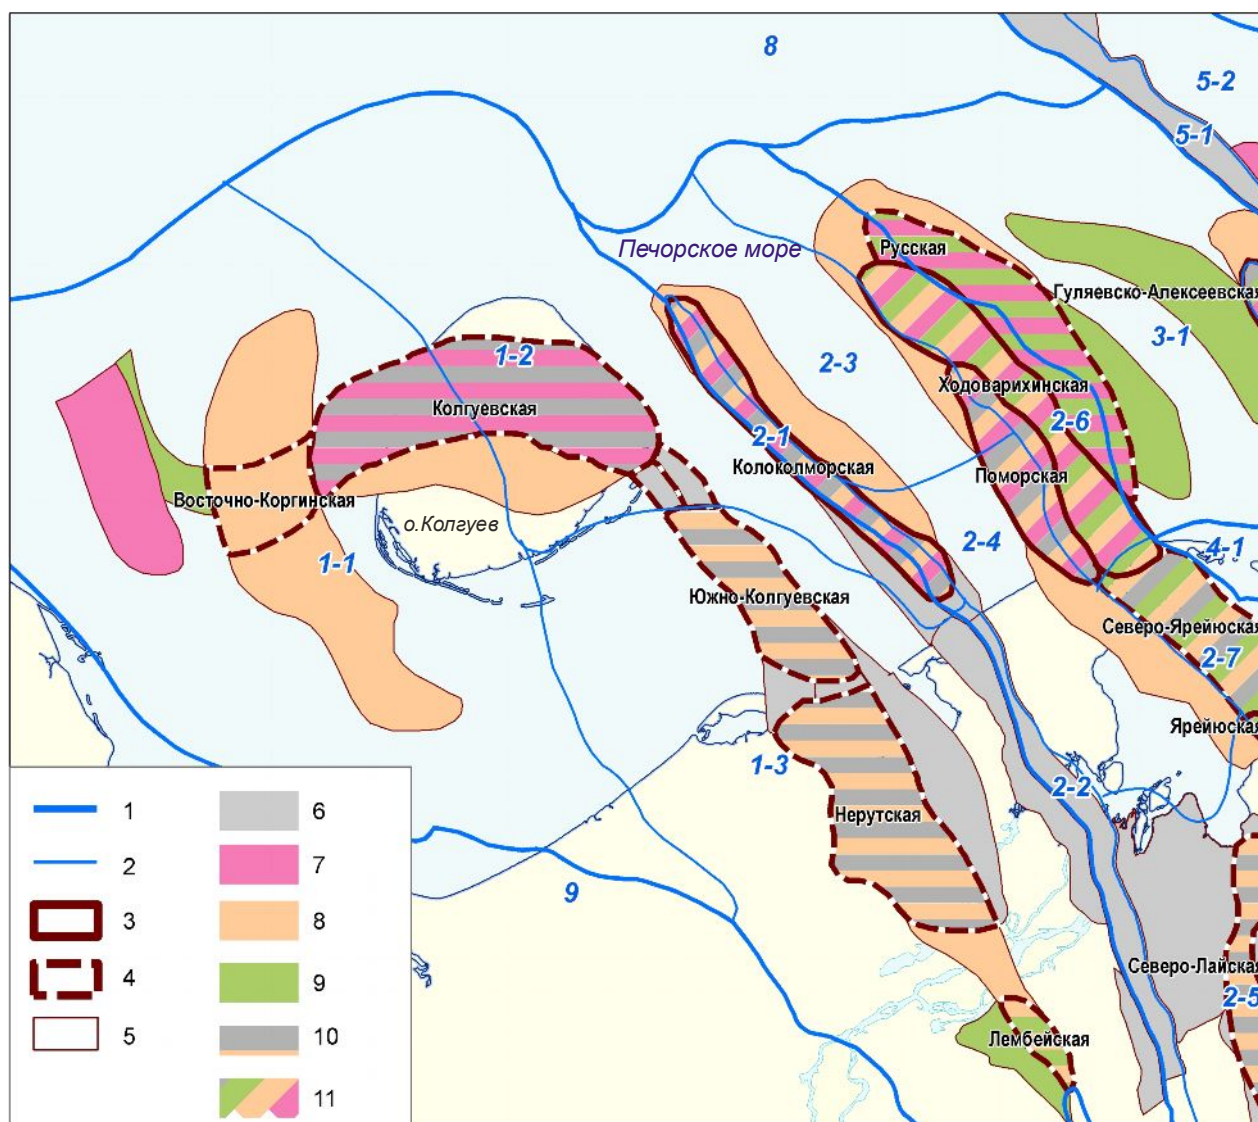 8
5-2
5-1
Печорское море
Русская
Гуляевско-Алексеевская
3-1
1-2
2-3
Колгуевская
Ходоварихинская
2-6
2-1
Колоколморская
Поморская
Восточно-Коргинская
о.Колгуев
2-4
4-1
1-1
Южно-Колгуевская
Северо-Ярейюская
2-7
Ярейюская
1-3
2-2
Нерутская
9
Северо-Лайская
2-5
Лембейская
1
2
3
4
5
6
7
8
9
10
11